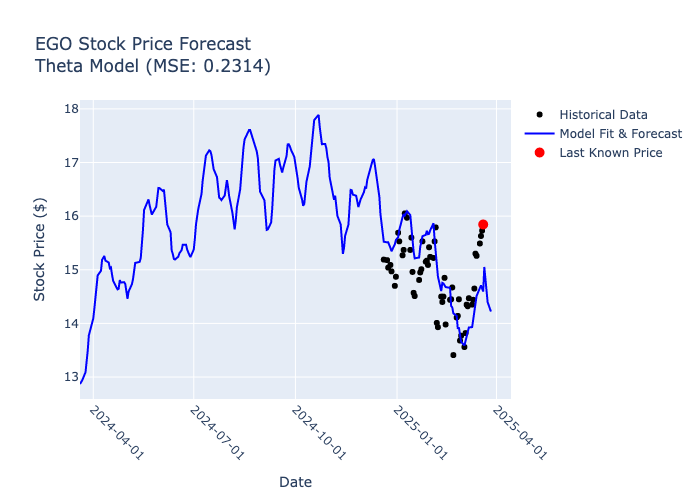 EGO Stock Price Forecast
Theta Model (MSE: 0.2314)
Historical Data
Model Fit & Forecast
Last Known Price
Stock Price ($)
18
17
16
15
14
13
2024-04-01
2024-07-01
2024-10-01
2025-01-01
2025-04-01
Date